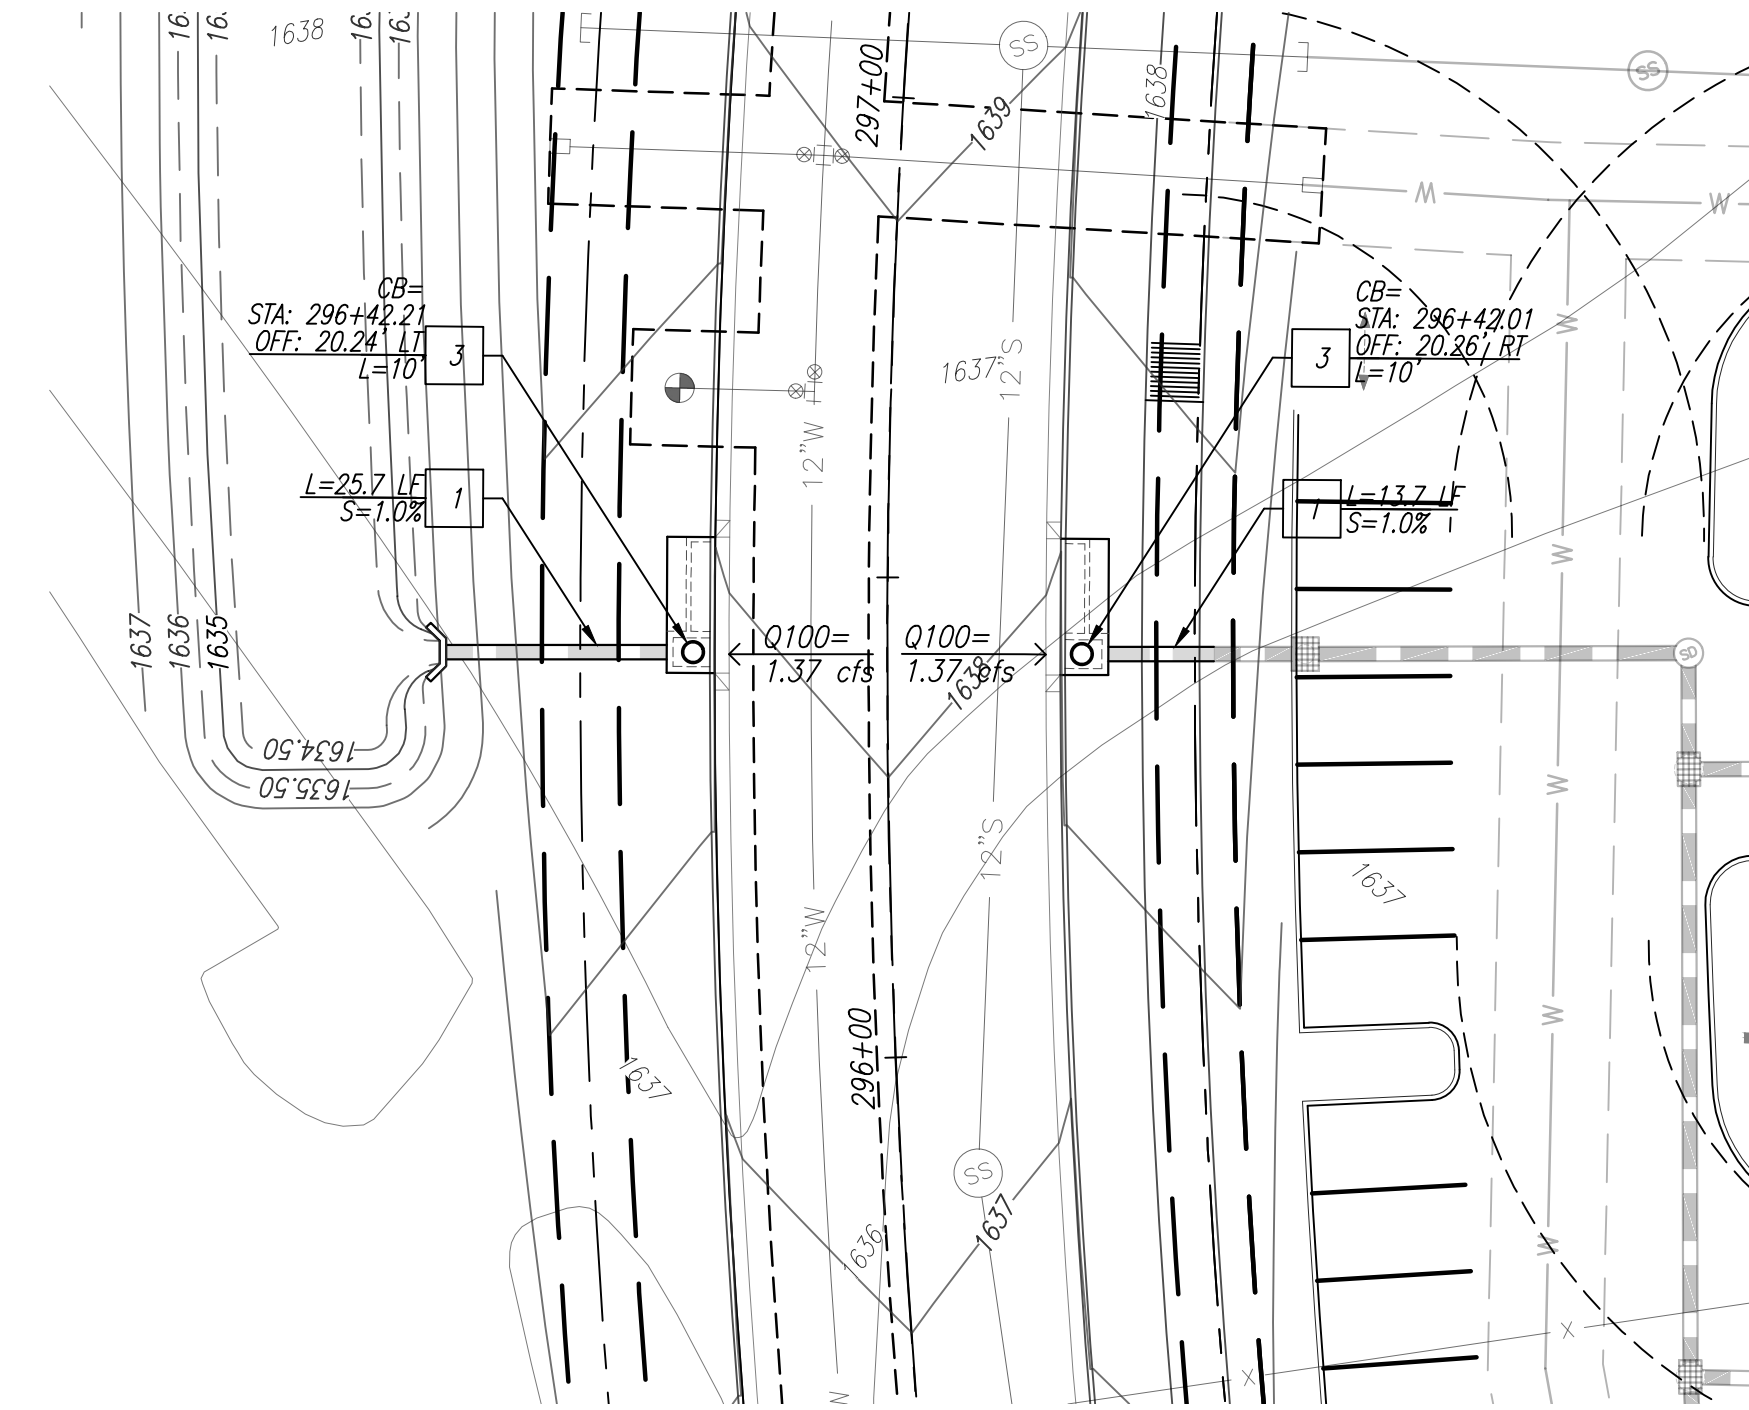 1638
297+00
1639
1638
SS
SS
W
W
CB=
STA: 296+42.21
OFF: 20.24' LT
L=10'
3
CB=
STA: 296+42.01
OFF: 20.26' RT
L=10'
3
1637
12"S
12"W
W
L=25.7 LF
S=1.0%
1
L=13.7 LF
S=1.0%
1
W
1637
1636
1635
Q100=
1.37 cfs
Q100=
1.37 cfs
1638
SD
1634.50
1635.50
W
12"S
1637
12"W
296+00
W
1637
SS
1637
W
X
X
W